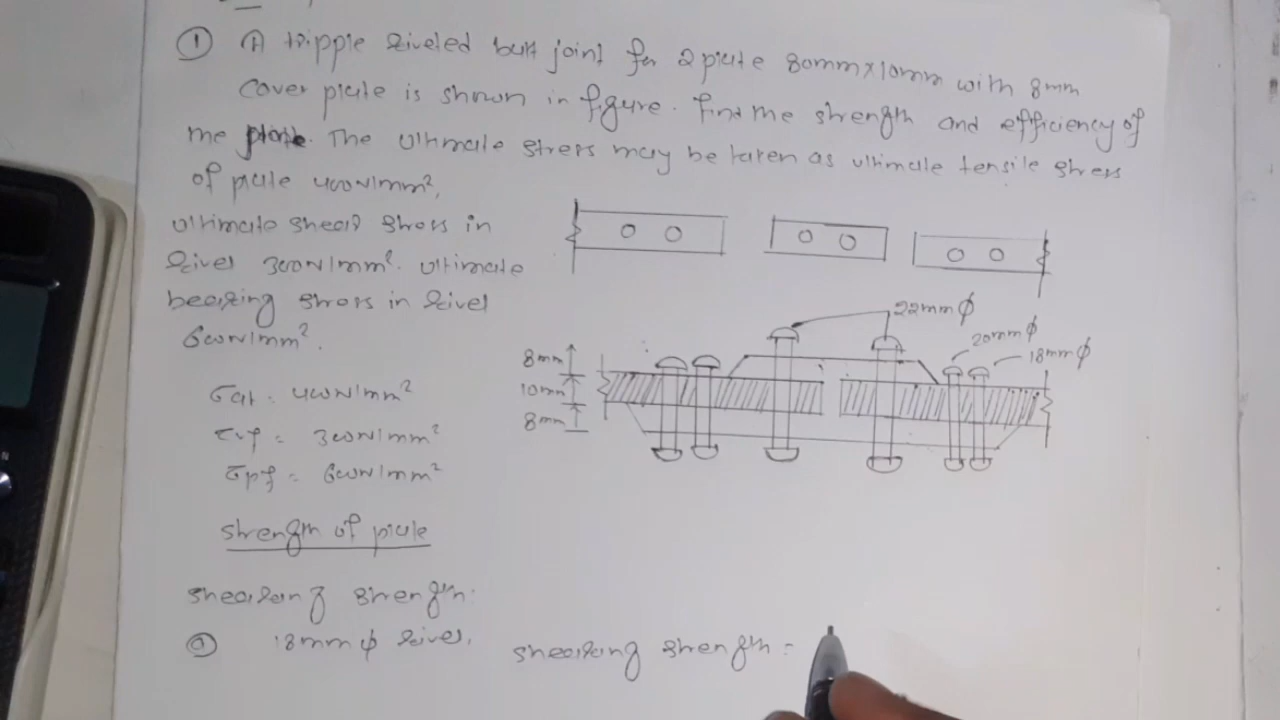 ① A tripple riveted butt joint for 2 plate 80mm×10mm with 8mm
Cover plate is shown in figure. Find the strength and efficiency of
the plate. The ultimate stress may be taken as ultimate tensile stress
of plate 400N/mm²,
ultimate shear stress in
rivet 300N/mm². ultimate
bearing stress in rivet
600N/mm².
22mm ϕ
20mm ϕ
18mm ϕ
8mm
10mm
8mm
σat = 400N/mm²
τvf = 300N/mm²
σpf = 600N/mm²
Strength of plate
Shearing strength:
ⓐ 18mm ϕ rivet, shearing strength =